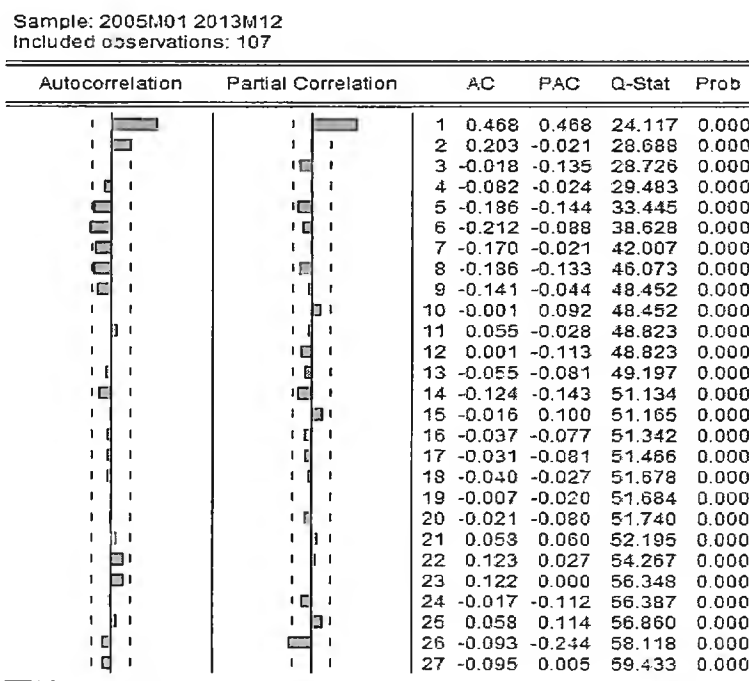 Sample: 2005M01 2013M12
Included observations: 107
Autocorrelation Partial Correlation AC PAC Q-Stat Prob
1 0.468 0.468 24.117 0.000
2 0.203 -0.021 28.688 0.000
3 -0.018 -0.135 28.726 0.000
4 -0.082 -0.024 29.483 0.000
5 -0.186 -0.144 33.445 0.000
6 -0.212 -0.088 38.628 0.000
7 -0.170 -0.021 42.007 0.000
8 -0.186 -0.133 46.073 0.000
9 -0.141 -0.044 48.452 0.000
10 -0.001 0.092 48.452 0.000
11 0.055 -0.028 48.823 0.000
12 0.001 -0.113 48.823 0.000
13 -0.055 -0.081 49.197 0.000
14 -0.124 -0.143 51.134 0.000
15 -0.016 0.100 51.165 0.000
16 -0.037 -0.077 51.342 0.000
17 -0.031 -0.081 51.466 0.000
18 -0.040 -0.027 51.678 0.000
19 -0.007 -0.020 51.684 0.000
20 -0.021 -0.080 51.740 0.000
21 0.058 0.060 52.195 0.000
22 0.123 0.027 54.267 0.000
23 0.122 0.000 56.348 0.000
24 -0.017 -0.112 56.387 0.000
25 0.058 0.114 56.860 0.000
26 -0.093 -0.244 58.118 0.000
27 -0.095 0.005 59.433 0.000